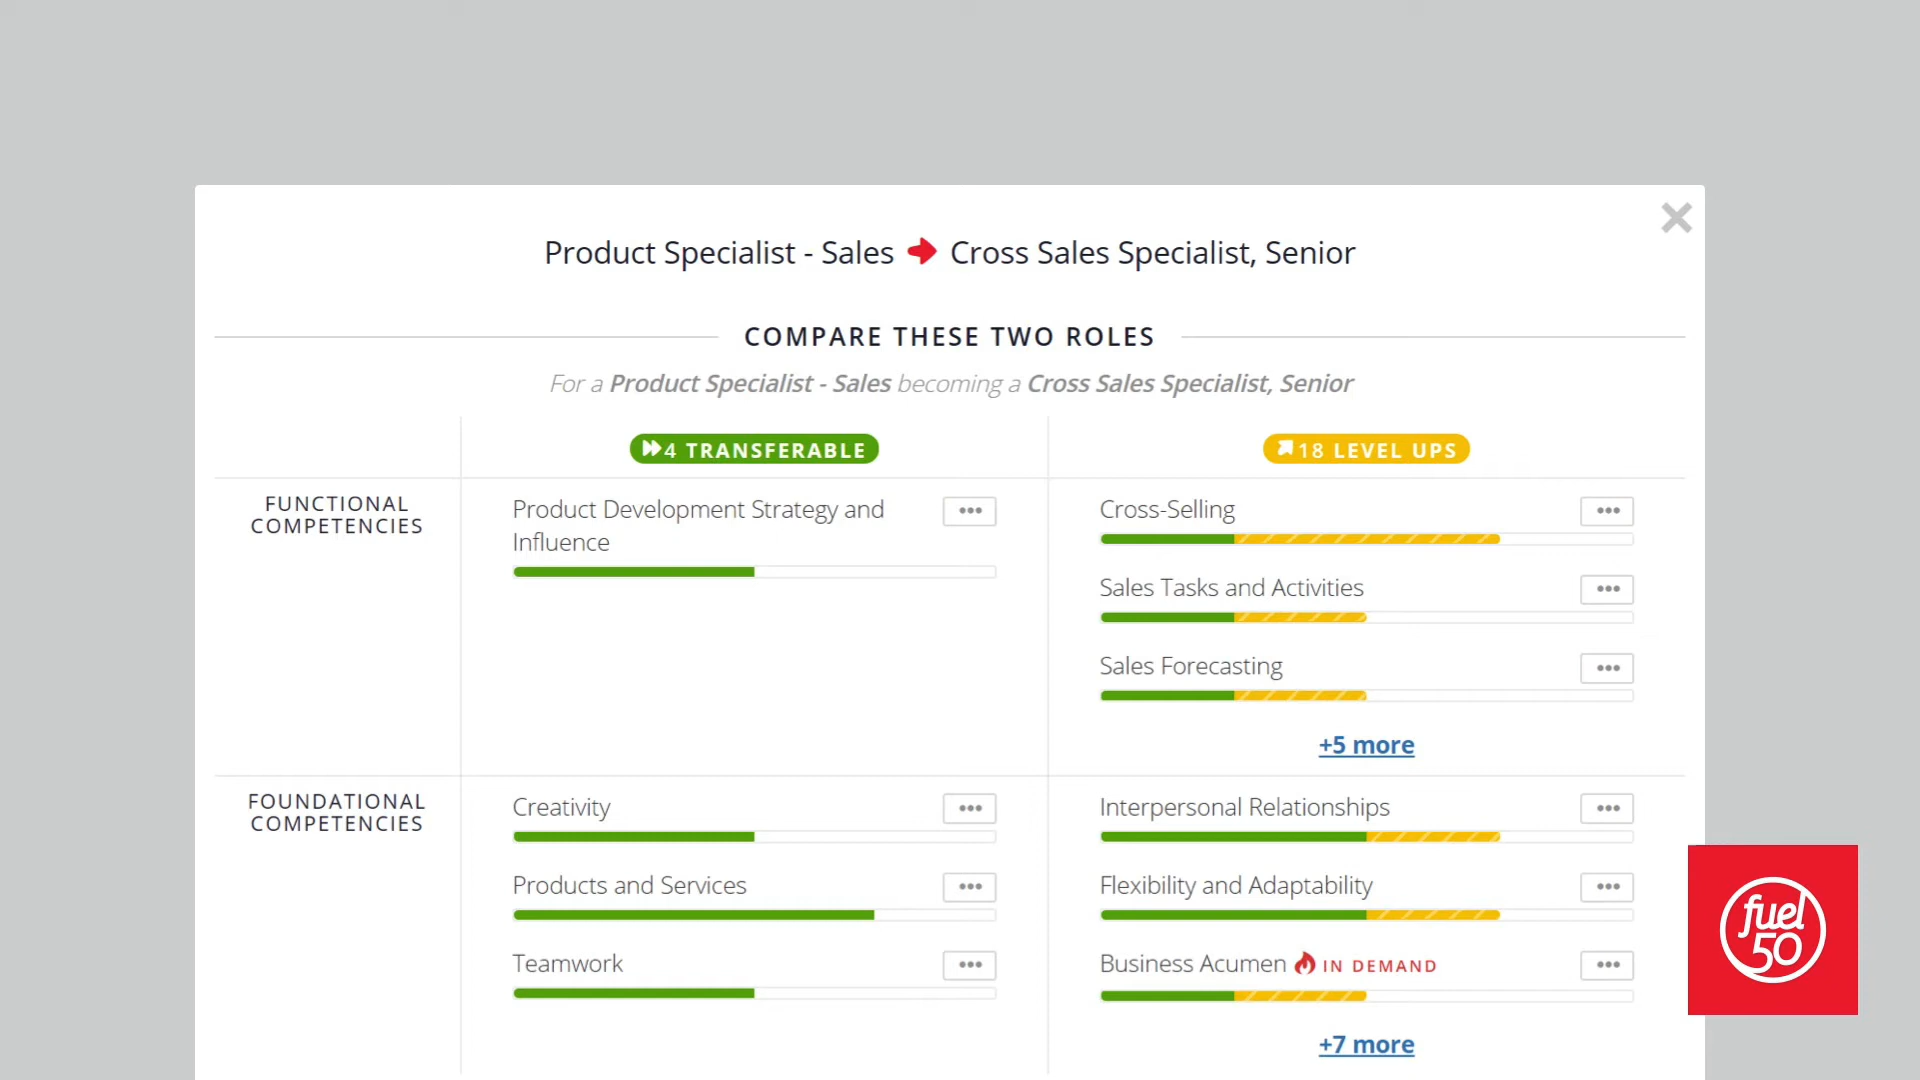 Product Specialist - Sales Cross Sales Specialist, Senior
COMPARE THESE TWO ROLES
For a Product Specialist - Sales becoming a Cross Sales Specialist, Senior
4 TRANSFERABLE
18 LEVEL UPS
FUNCTIONAL
COMPETENCIES
Product Development Strategy and
Influence
Cross-Selling
Sales Tasks and Activities
Sales Forecasting
+5 more
FOUNDATIONAL
COMPETENCIES
Creativity
Products and Services
Teamwork
Interpersonal Relationships
Flexibility and Adaptability
Business Acumen IN DEMAND
+7 more
fuel
50